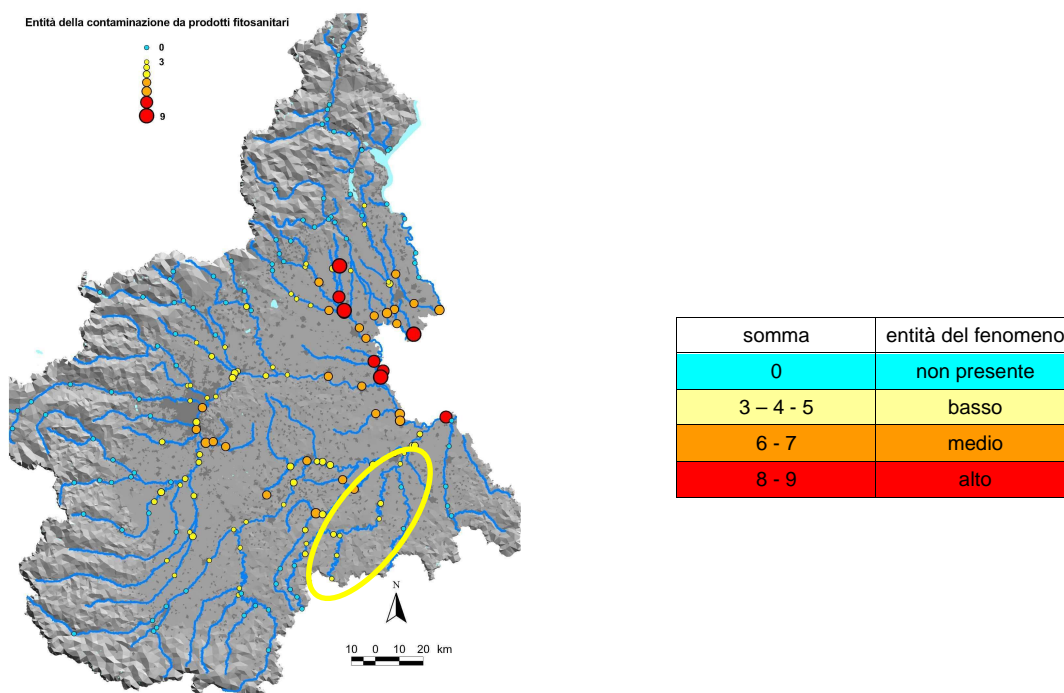 Entità della contaminazione da prodotti fitosanitari
0
3
9
N
10 0 10 20 km
somma entità del fenomeno
0 non presente
3 – 4 - 5 basso
6 - 7 medio
8 - 9 alto